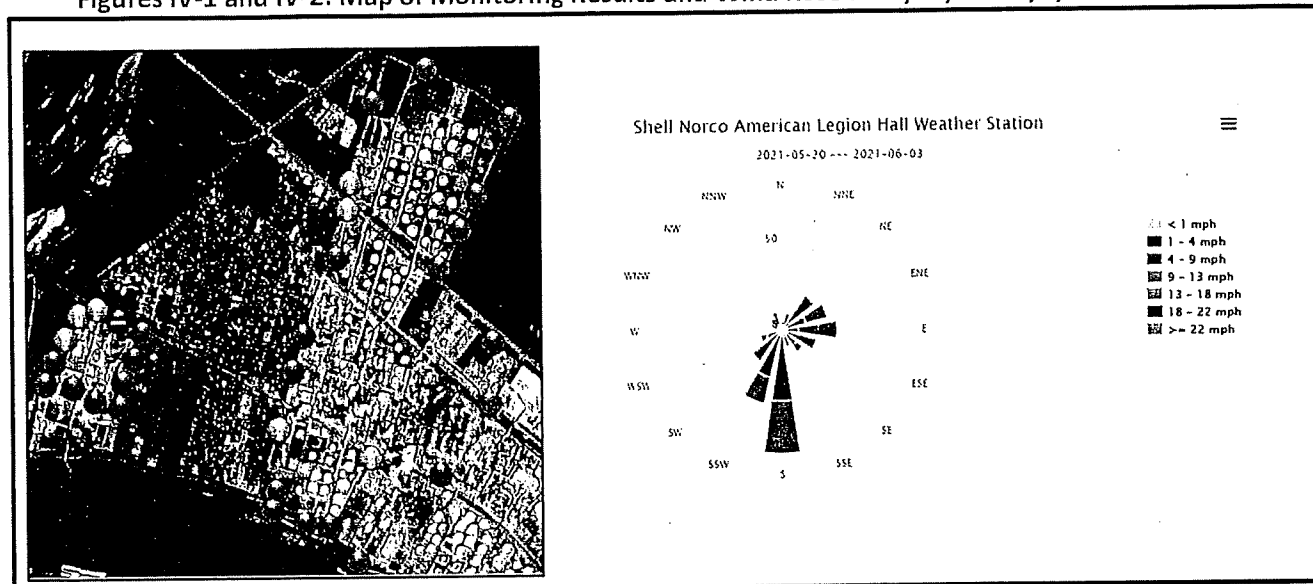 Figures IV-1 and IV-2: Map of Monitoring Results and
Shell Norco American Legion Hall Weather Station
2021-05-20 --- 2021-06-03
N
NNW
NNE
NW
NE
50
WNW
ENE
W
E
WSW
ESE
SW
SE
SSW
SSE
S
< 1 mph
1 - 4 mph
4 - 9 mph
9 - 13 mph
13 - 18 mph
18 - 22 mph
>= 22 mph